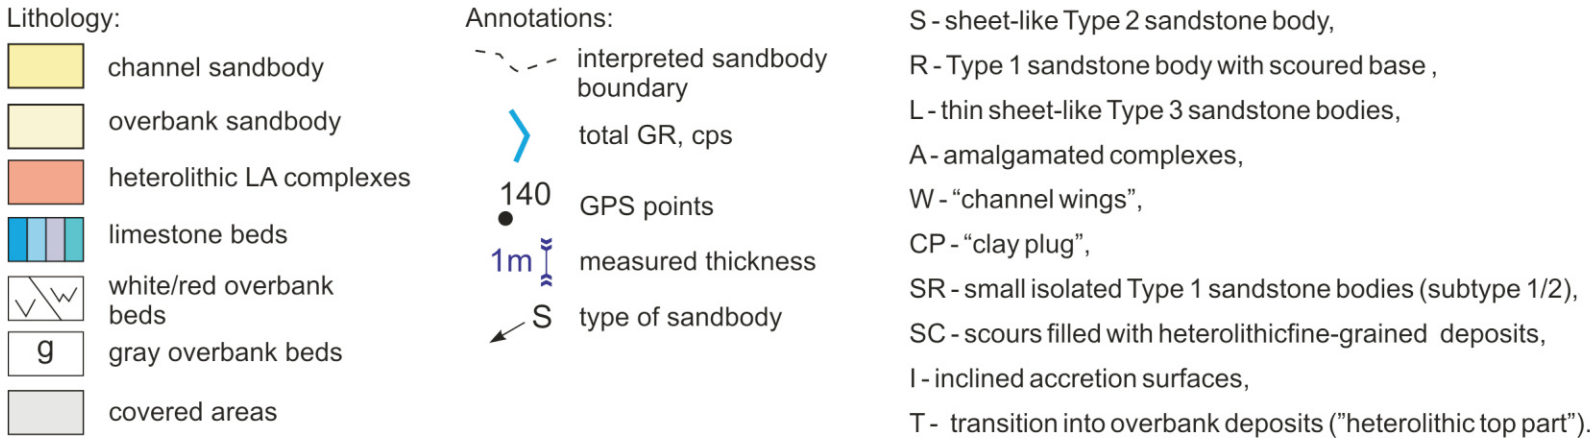 Lithology:
channel sandbody
overbank sandbody
heterolithic LA complexes
limestone beds
V W
white/red overbank
beds
g
gray overbank beds
covered areas
Annotations:
interpreted sandbody
boundary
total GR, cps
140
GPS points
1m
measured thickness
S
type of sandbody
S - sheet-like Type 2 sandstone body,
R - Type 1 sandstone body with scoured base ,
L - thin sheet-like Type 3 sandstone bodies,
A - amalgamated complexes,
W - “channel wings”,
CP - “clay plug”,
SR - small isolated Type 1 sandstone bodies (subtype 1/2),
SC - scours filled with heterolithicfine-grained deposits,
I - inclined accretion surfaces,
T - transition into overbank deposits (”heterolithic top part”).